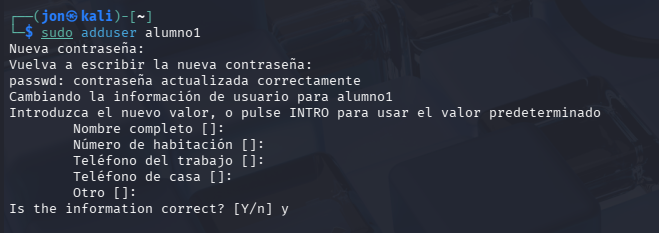 ┌──(jon㉿kali)-[~]
└─$ sudo adduser alumno1
Nueva contraseña:
Vuelva a escribir la nueva contraseña:
passwd: contraseña actualizada correctamente
Cambiando la información de usuario para alumno1
Introduzca el nuevo valor, o pulse INTRO para usar el valor predeterminado
        Nombre completo []:
        Número de habitación []:
        Teléfono del trabajo []:
        Teléfono de casa []:
        Otro []:
Is the information correct? [Y/n] y